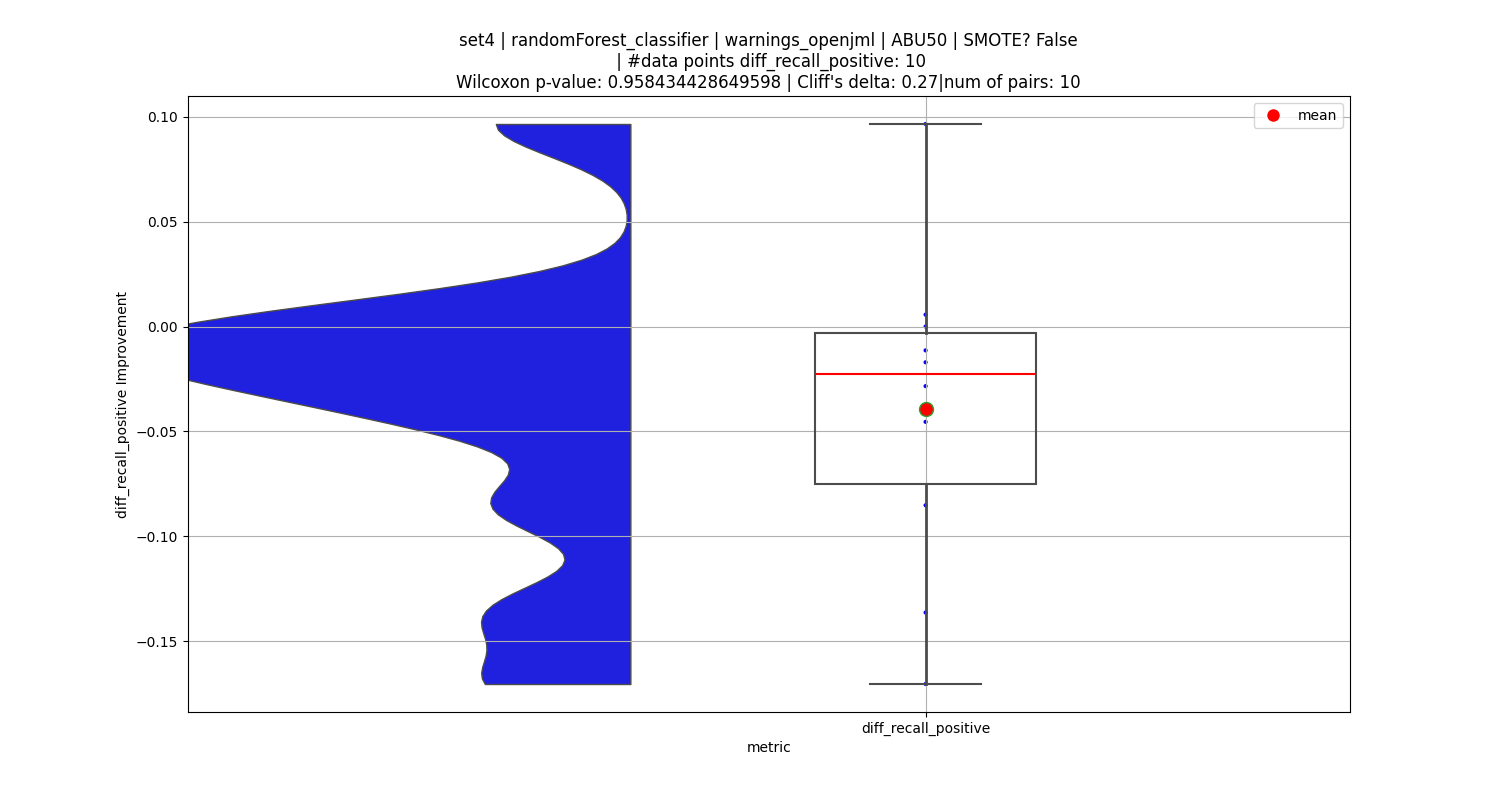 set4 | randomForest_classifier | warnings_openjml | ABU50 | SMOTE? False
| #data points diff_recall_positive: 10
Wilcoxon p-value: 0.958434428649598 | Cliff's delta: 0.27|num of pairs: 10
mean
0.10
0.05
0.00
−0.05
−0.10
−0.15
diff_recall_positive Improvement
diff_recall_positive
metric